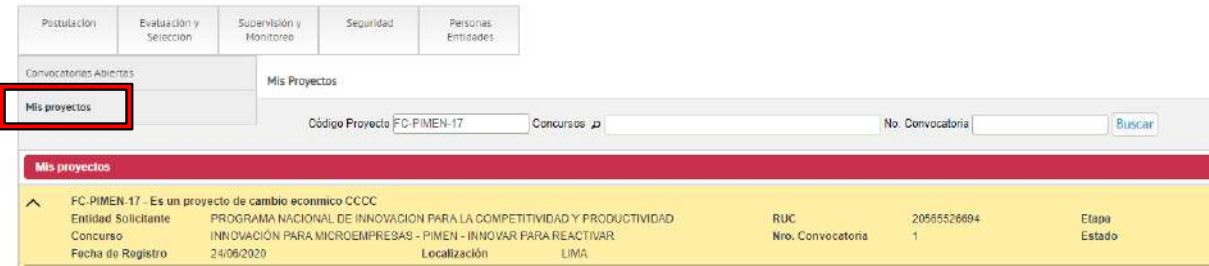 Postulación Evaluación y Selección Supervisión y Monitoreo Seguridad Personas Entidades
Convocatorias Abiertas
Mis proyectos
Mis Proyectos
Código Proyecto FC-PIMEN-17 Concursos No. Convocatoria Buscar
Mis proyectos
FC-PIMEN-17 - Es un proyecto de cambio econmico CCCC
Entidad Solicitante PROGRAMA NACIONAL DE INNOVACION PARA LA COMPETITIVIDAD Y PRODUCTIVIDAD RUC 20565526694 Etapa
Concurso INNOVACIÓN PARA MICROEMPRESAS - PIMEN - INNOVAR PARA REACTIVAR Nro. Convocatoria 1 Estado
Fecha de Registro 24/06/2020 Localización LIMA